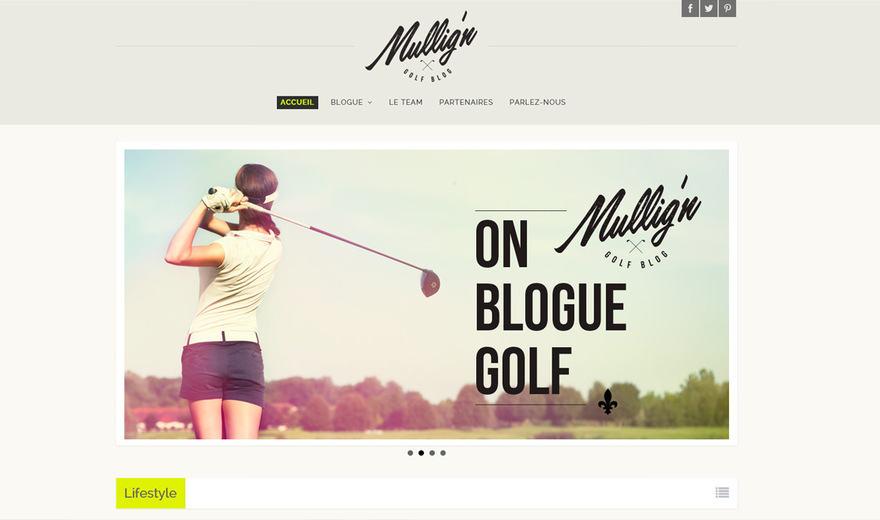 Mullig'n
GOLF BLOG
ACCUEIL BLOGUE LE TEAM PARTENAIRES PARLEZ-NOUS
Mullig'n
GOLF BLOG
ON
BLOGUE
GOLF
Lifestyle